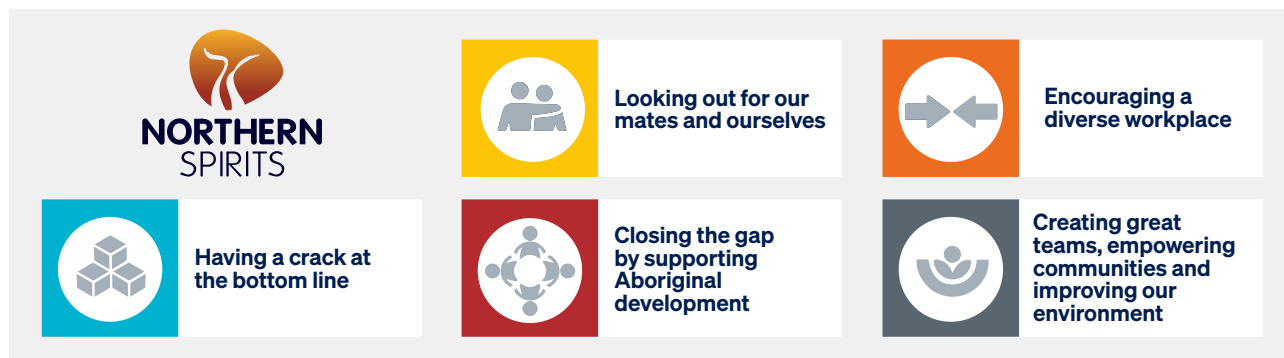 NORTHERN
SPIRITS
Looking out for our
mates and ourselves
Encouraging a
diverse workplace
Having a crack at
the bottom line
Closing the gap
by supporting
Aboriginal
development
Creating great
teams, empowering
communities and
improving our
environment